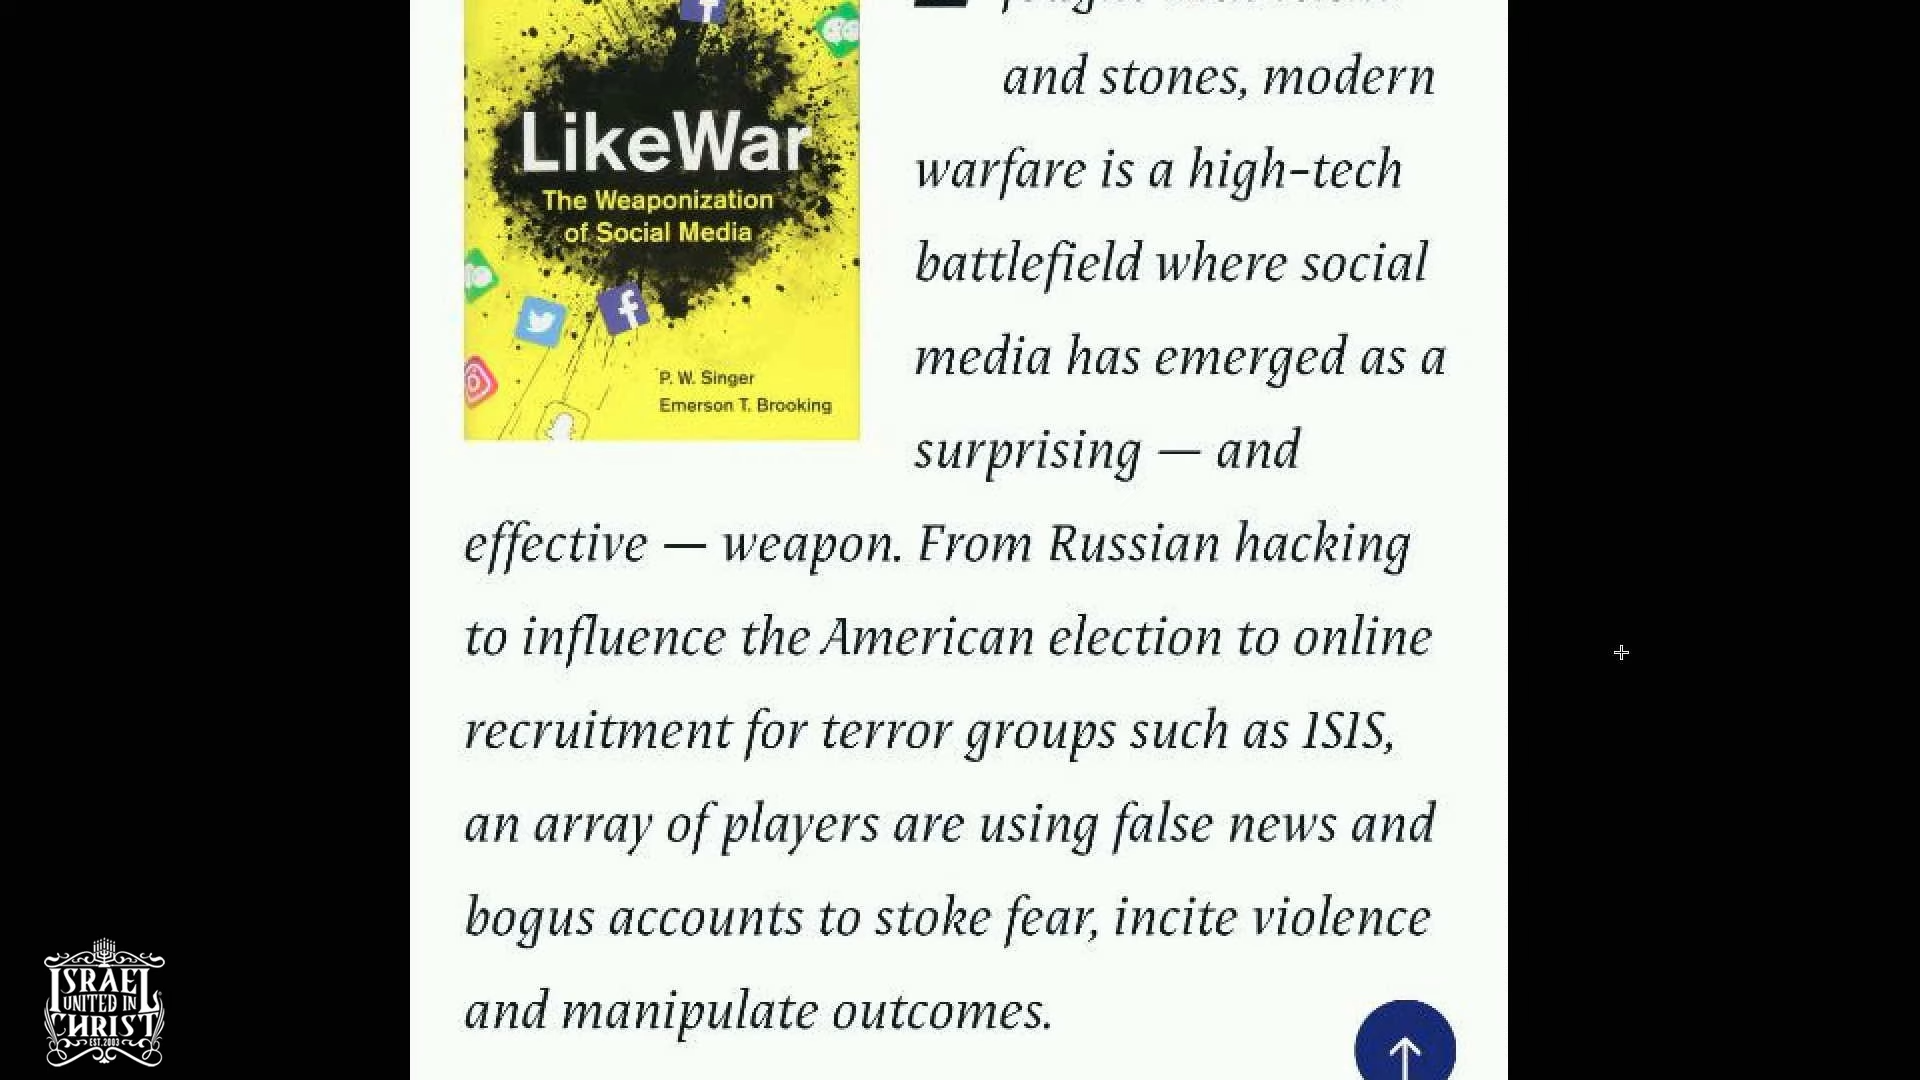 LikeWar
The Weaponization
of Social Media
P. W. Singer
Emerson T. Brooking
and stones, modern
warfare is a high-tech
battlefield where social
media has emerged as a
surprising — and
effective — weapon. From Russian hacking
to influence the American election to online
recruitment for terror groups such as ISIS,
an array of players are using false news and
bogus accounts to stoke fear, incite violence
and manipulate outcomes.
ISRAEL
UNITED IN
CHRIST
EST. 2003